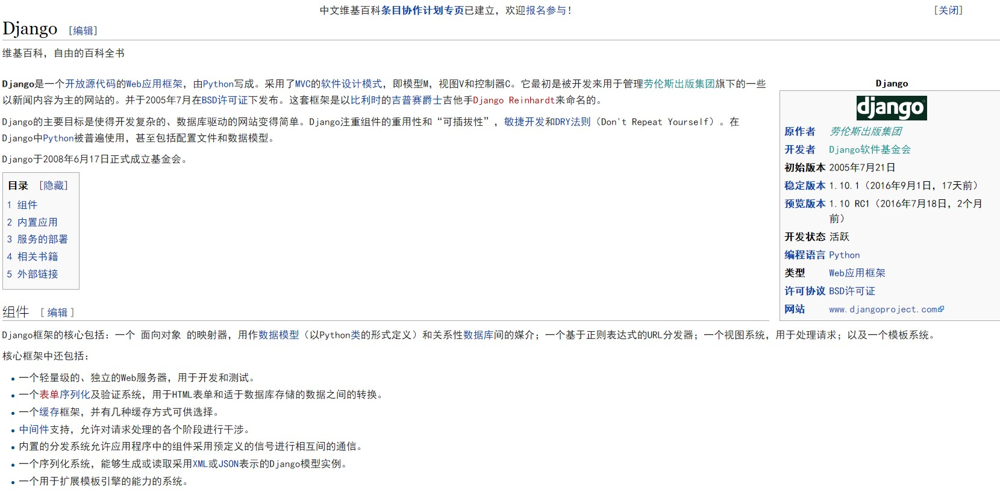 中文维基百科条目协作计划专页已建立，欢迎报名参与！ [关闭]
Django [编辑]
维基百科，自由的百科全书
Django是一个开放源代码的Web应用框架，由Python写成。采用了MVC的软件设计模式，即模型M，视图V和控制器C。它最初是被开发来用于管理劳伦斯出版集团旗下的一些
以新闻内容为主的网站的。并于2005年7月在BSD许可证下发布。这套框架是以比利时的吉普赛爵士吉他手Django Reinhardt来命名的。
Django的主要目标是使得开发复杂的、数据库驱动的网站变得简单。Django注重组件的重用性和“可插拔性”，敏捷开发和DRY法则（Don't Repeat Yourself）。在
Django中Python被普遍使用，甚至包括配置文件和数据模型。
Django于2008年6月17日正式成立基金会。
目录 [隐藏]
1 组件
2 内置应用
3 服务的部署
4 相关书籍
5 外部链接
Django
django
原作者 劳伦斯出版集团
开发者 Django软件基金会
初始版本 2005年7月21日
稳定版本 1.10.1（2016年9月1日，17天前）
预览版本 1.10 RC1（2016年7月18日，2个月
前）
开发状态 活跃
编程语言 Python
类型 Web应用框架
许可协议 BSD许可证
网站 www.djangoproject.com
组件 [ 编辑 ]
Django框架的核心包括：一个 面向对象 的映射器，用作数据模型（以Python类的形式定义）和关系性数据库间的媒介；一个基于正则表达式的URL分发器；一个视图系统，用于处理请求；以及一个模板系统。
核心框架中还包括：
• 一个轻量级的、独立的Web服务器，用于开发和测试。
• 一个表单序列化及验证系统，用于HTML表单和适于数据库存储的数据之间的转换。
• 一个缓存框架，并有几种缓存方式可供选择。
• 中间件支持，允许对请求处理的各个阶段进行干涉。
• 内置的分发系统允许应用程序中的组件采用预定义的信号进行相互间的通信。
• 一个序列化系统，能够生成或读取采用XML或JSON表示的Django模型实例。
• 一个用于扩展模板引擎的能力的系统。